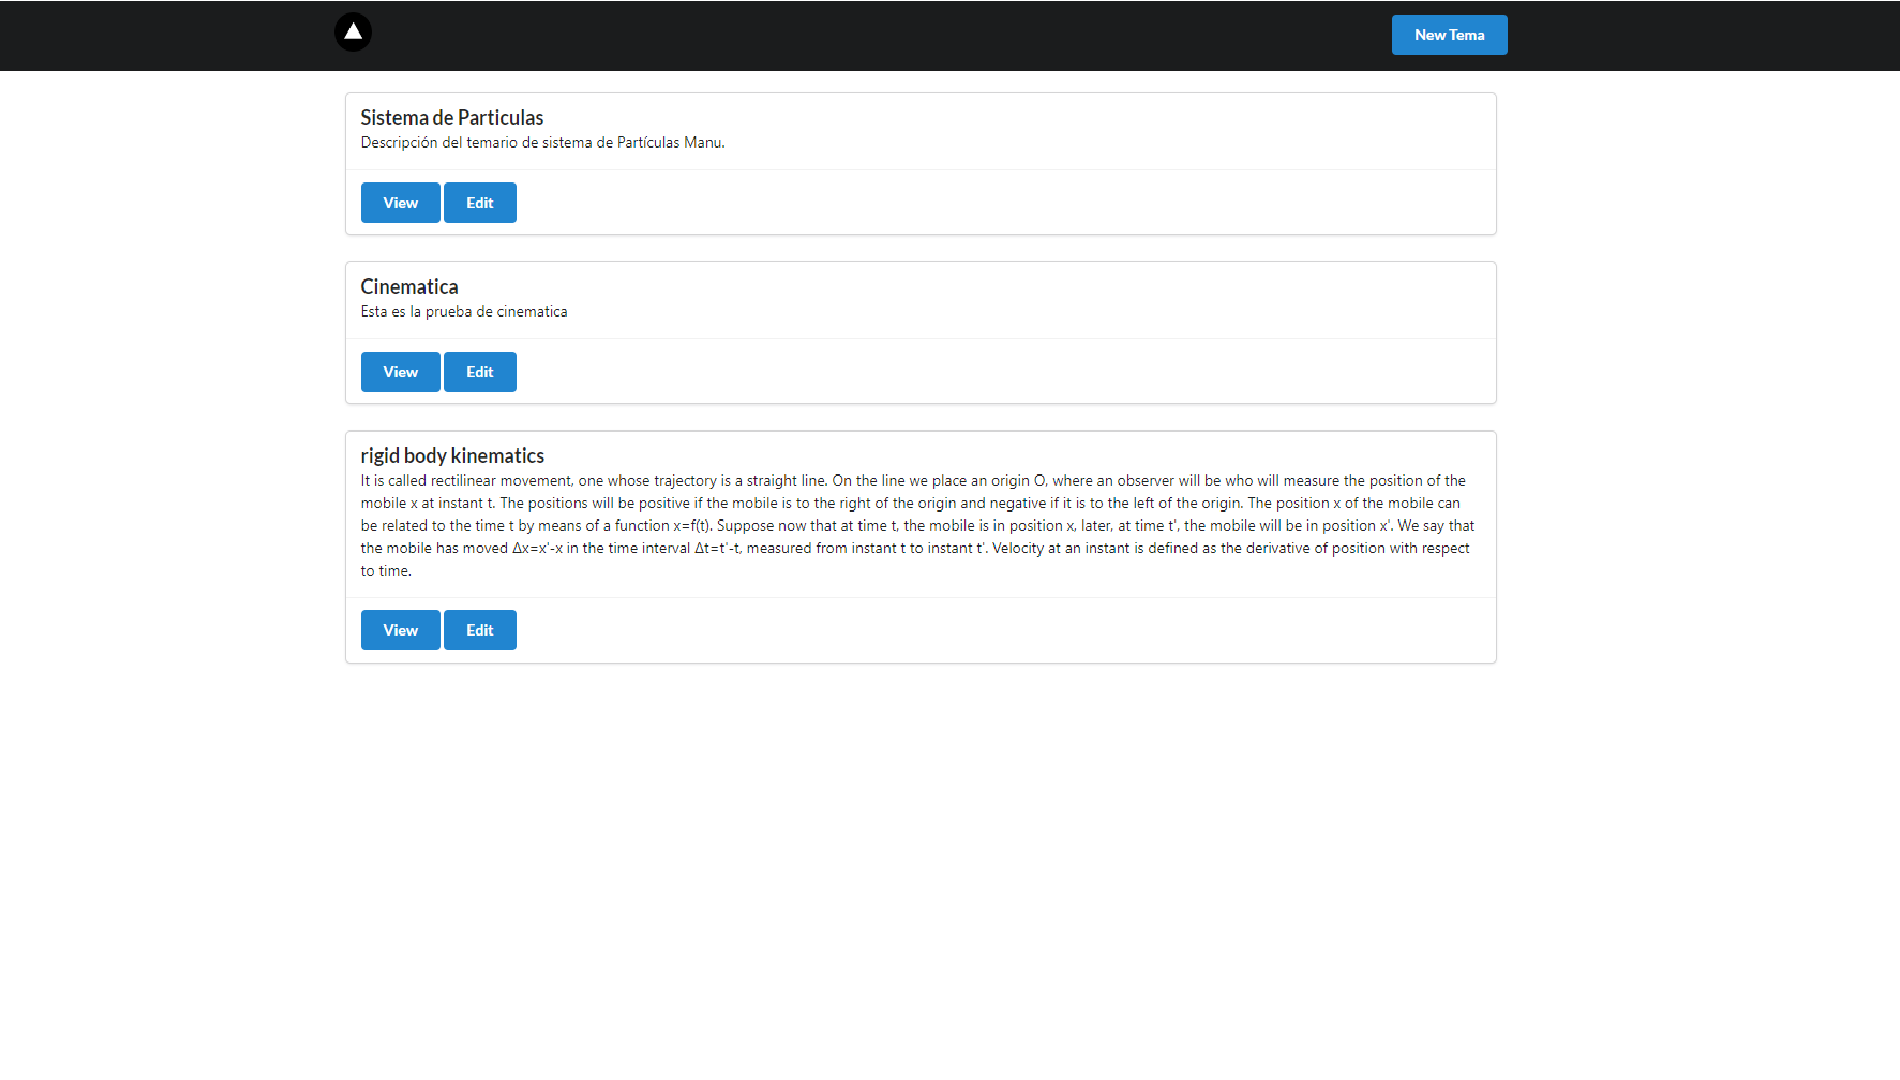 New Tema
Sistema de Particulas
Descripción del temario de sistema de Partículas Manu.
View Edit
Cinematica
Esta es la prueba de cinematica
View Edit
rigid body kinematics
It is called rectilinear movement, one whose trajectory is a straight line. On the line we place an origin O, where an observer will be who will measure the position of the
mobile x at instant t. The positions will be positive if the mobile is to the right of the origin and negative if it is to the left of the origin. The position x of the mobile can
be related to the time t by means of a function x=f(t). Suppose now that at time t, the mobile is in position x, later, at time t', the mobile will be in position x'. We say that
the mobile has moved Δx=x'-x in the time interval Δt=t'-t, measured from instant t to instant t'. Velocity at an instant is defined as the derivative of position with respect
to time.
View Edit